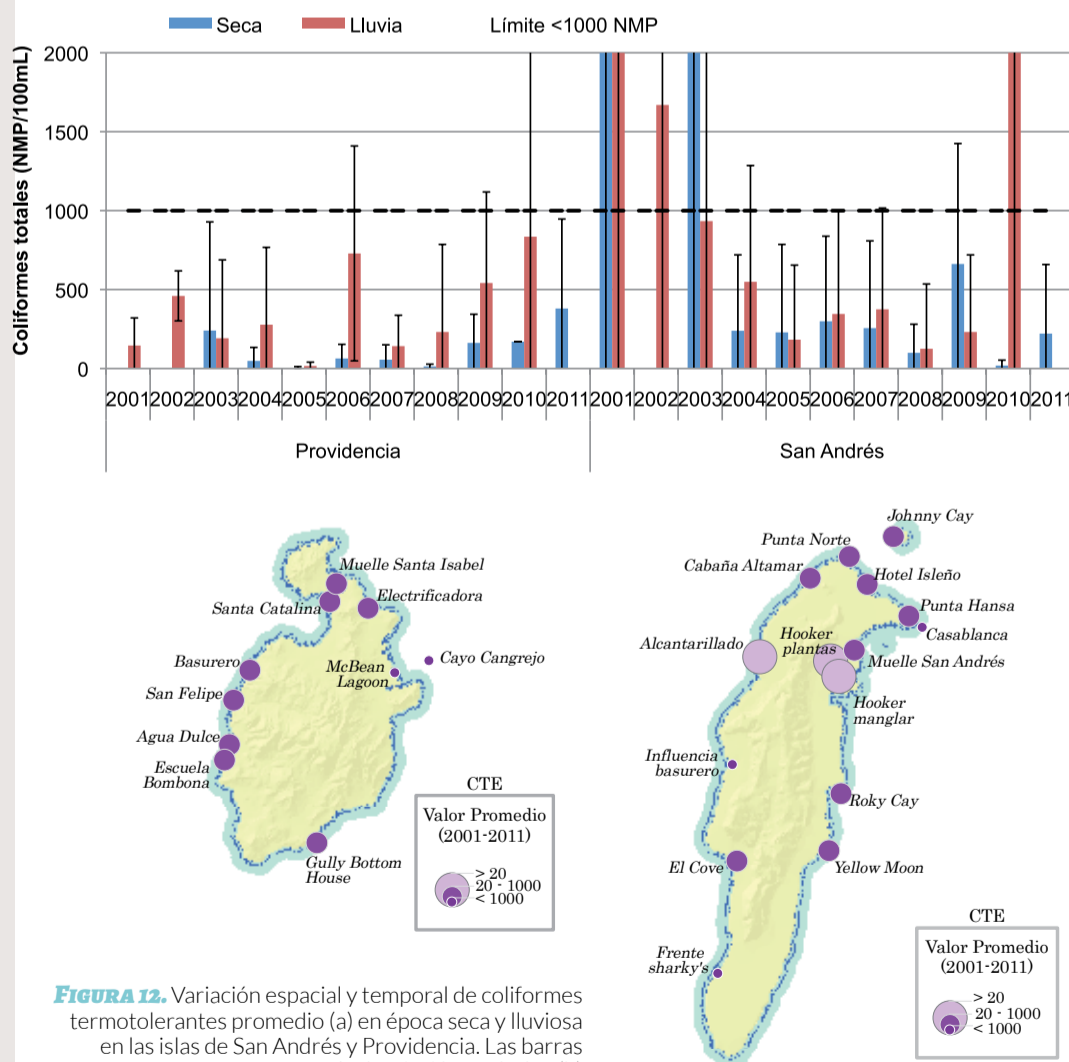 Seca Lluvia Límite <1000 NMP
Coliformes totales (NMP/100mL)
2000
1500
1000
500
0
2001 2002 2003 2004 2005 2006 2007 2008 2009 2010 2011 2001 2002 2003 2004 2005 2006 2007 2008 2009 2010 2011
Providencia San Andrés
Muelle Santa Isabel
Santa Catalina
Electrificadora
Basurero
McBean
Lagoon
Cayo Cangrejo
San Felipe
Agua Dulce
Escuela
Bombona
Gully Bottom
House
CTE
Valor Promedio
(2001-2011)
> 20
20 - 1000
< 1000
Johnny Cay
Punta Norte
Cabaña Altamar
Hotel Isleño
Punta Hansa
Casablanca
Alcantarillado
Hooker
plantas
Muelle San Andrés
Hooker
manglar
Influencia
basurero
Roky Cay
El Cove
Yellow Moon
Frente
sharky's
CTE
Valor Promedio
(2001-2011)
> 20
20 - 1000
< 1000
FIGURA 12. Variación espacial y temporal de coliformes
termotolerantes promedio (a) en época seca y lluviosa
en las islas de San Andrés y Providencia. Las barras